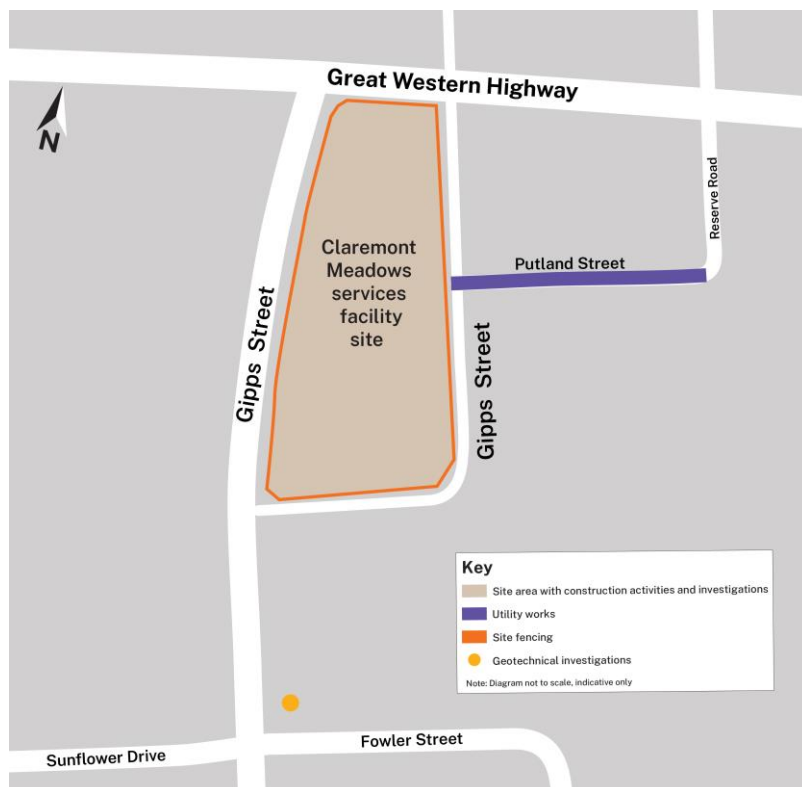 Great Western Highway
N
Reserve Road
Claremont
Meadows
services
facility
site
Putland Street
Gipps Street
Gipps Street
Key
Site area with construction activities and investigations
Utility works
Site fencing
Geotechnical investigations
Note: Diagram not to scale, indicative only
Fowler Street
Sunflower Drive